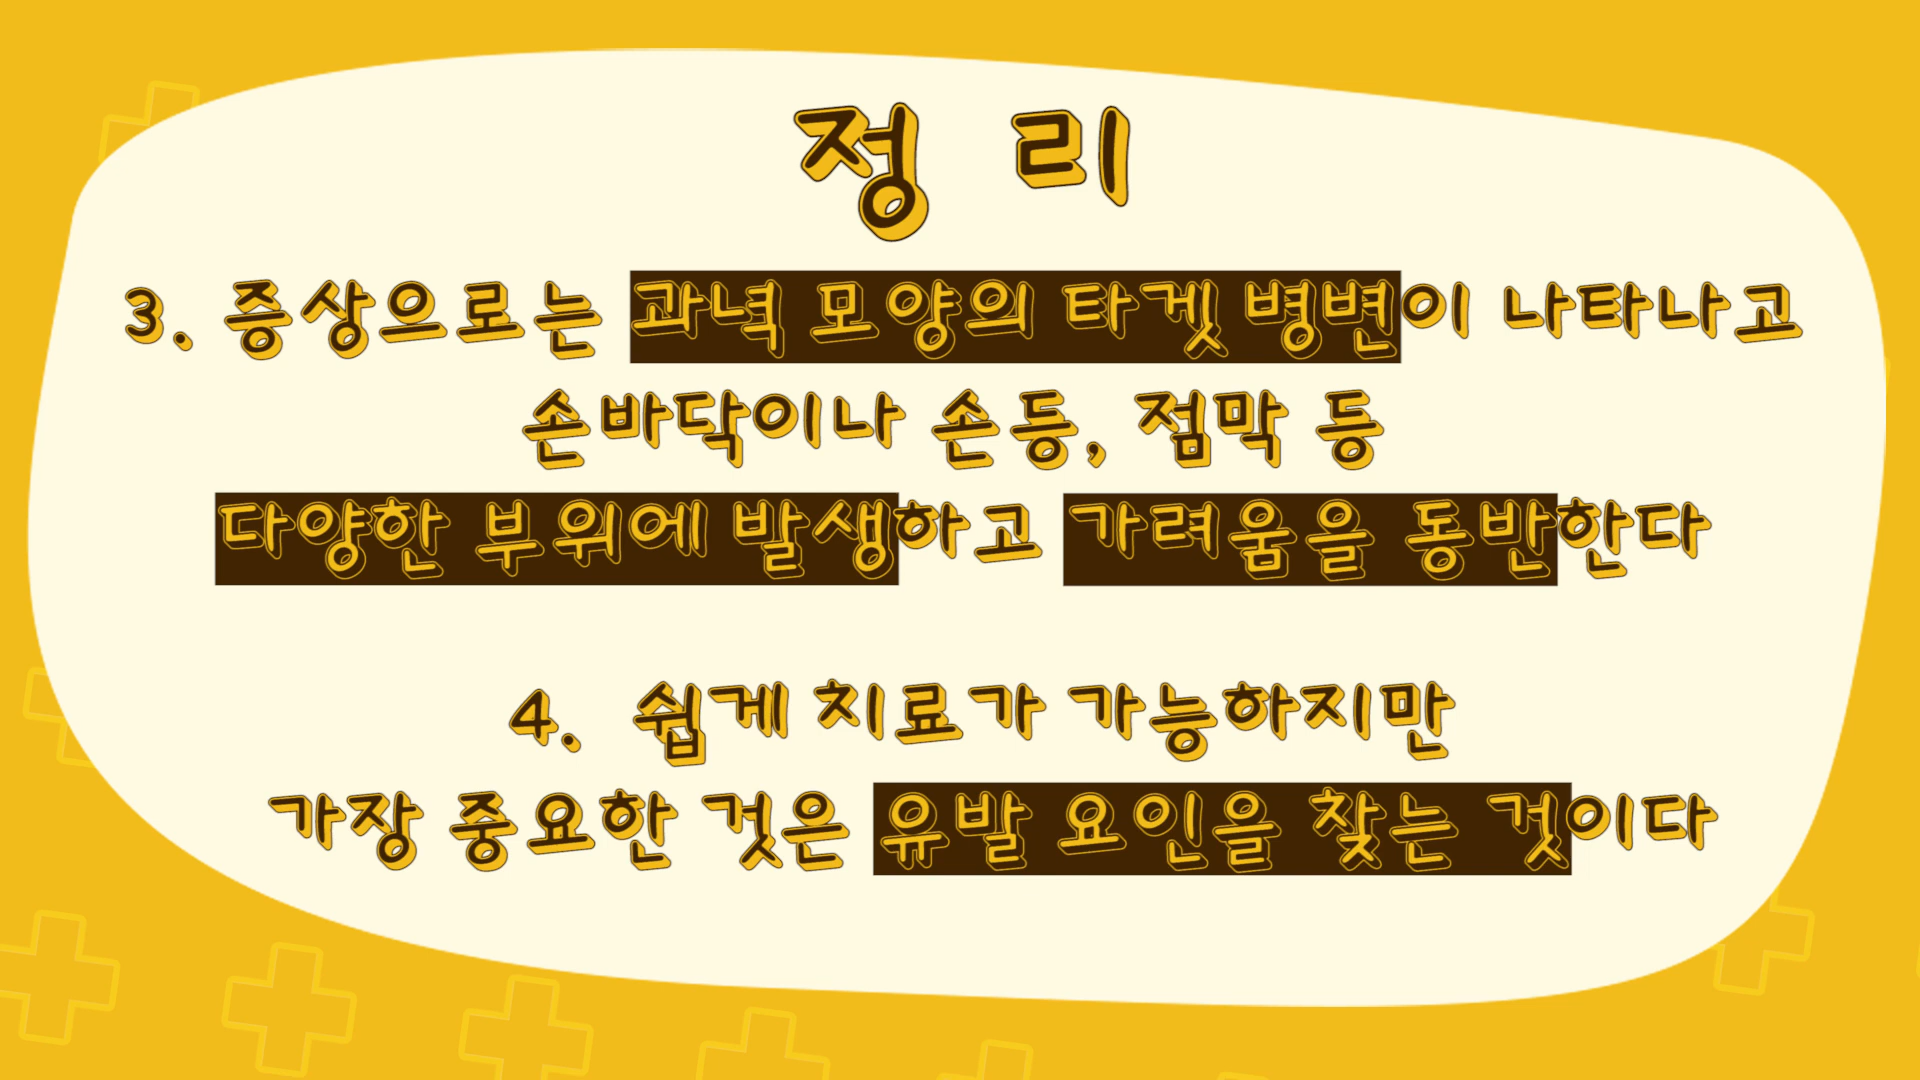 정 리
3. 증상으로는 과녁 모양의 타겟 병변이 나타나고
손바닥이나 손등, 점막 등
다양한 부위에 발생하고 가려움을 동반한다
4. 쉽게 치료가 가능하지만
가장 중요한 것은 유발 요인을 찾는 것이다